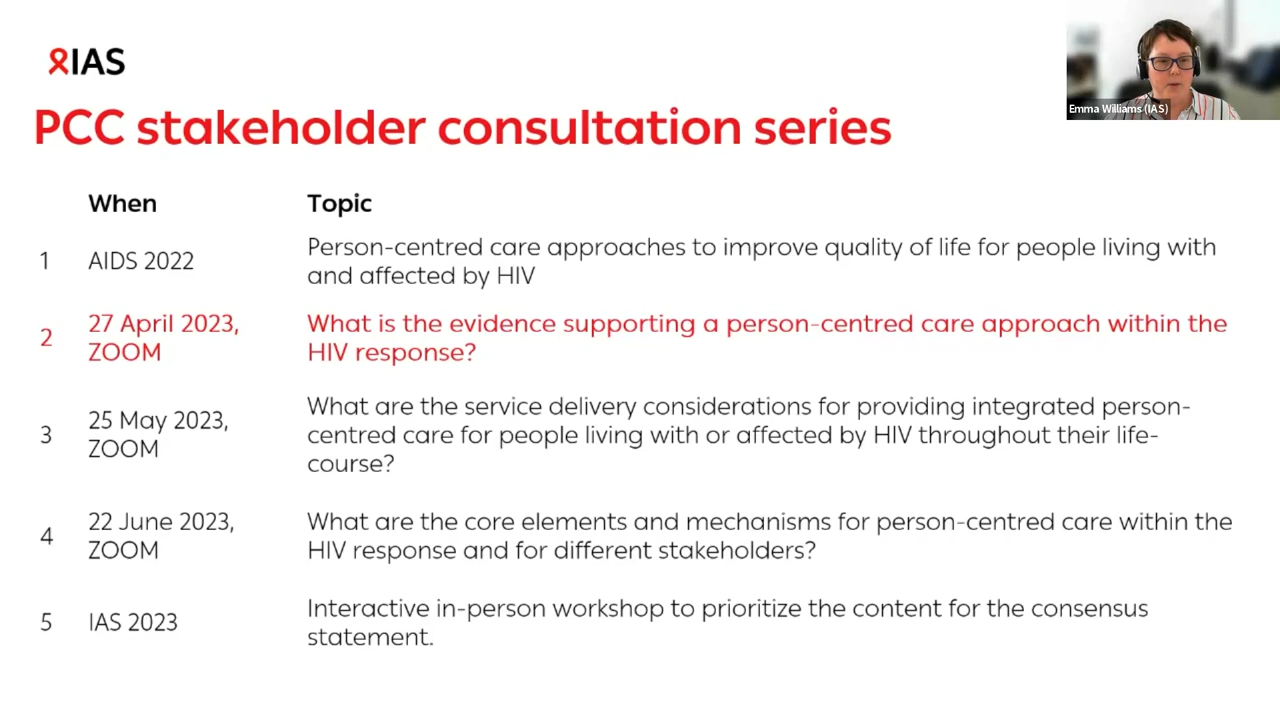 IAS
Emma Williams (IAS)
PCC stakeholder consultation series
When Topic
1 AIDS 2022 Person-centred care approaches to improve quality of life for people living with
and affected by HIV
2 27 April 2023, What is the evidence supporting a person-centred care approach within the
ZOOM HIV response?
3 25 May 2023, What are the service delivery considerations for providing integrated person-
ZOOM centred care for people living with or affected by HIV throughout their life-
course?
4 22 June 2023, What are the core elements and mechanisms for person-centred care within the
ZOOM HIV response and for different stakeholders?
5 IAS 2023 Interactive in-person workshop to prioritize the content for the consensus
statement.